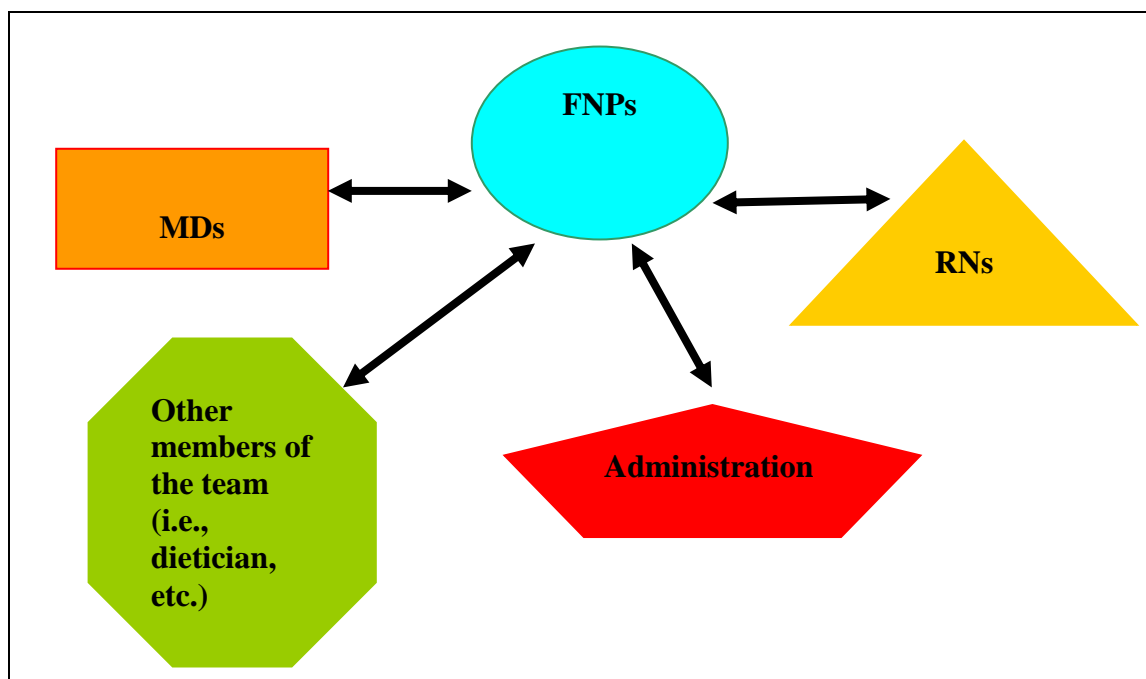 FNPs
MDs
RNs
Other
members of
the team
(i.e.,
dietician,
etc.)
Administration